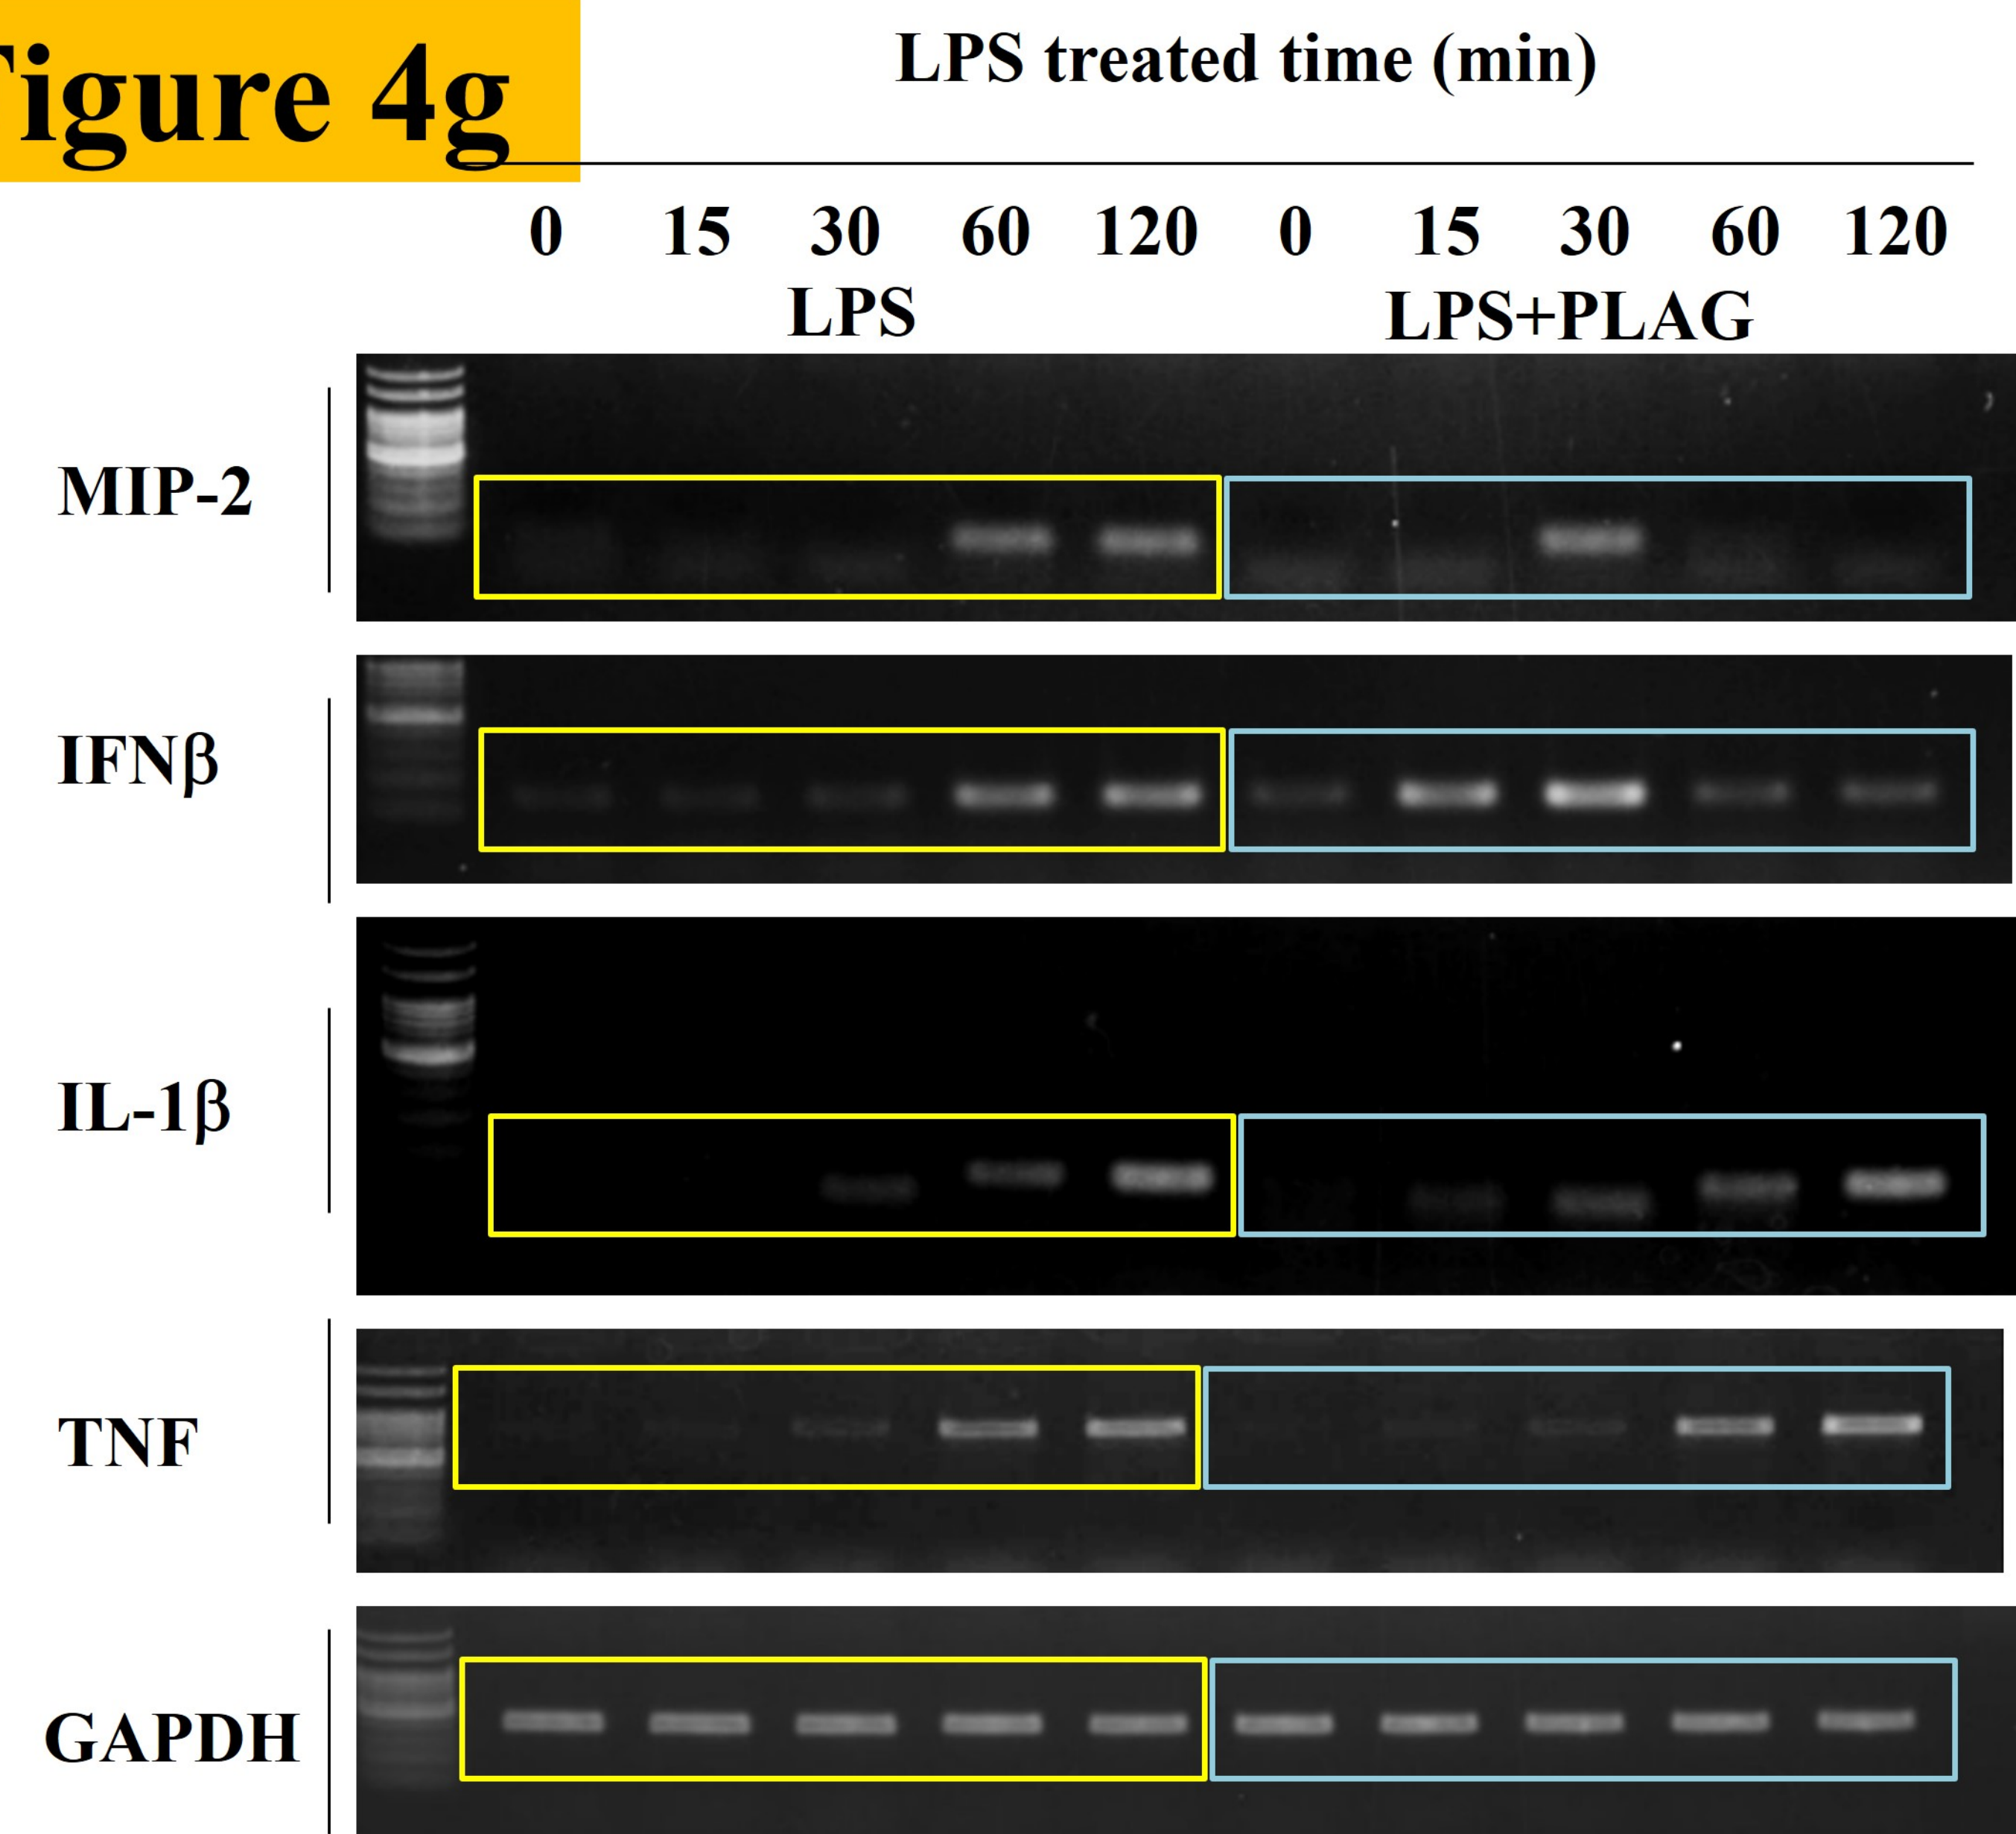 Figure 4g
LPS treated time (min)
0 15 30 60 120 0 15 30 60 120
LPS LPS+PLAG
MIP-2
IFNβ
IL-1β
TNF
GAPDH